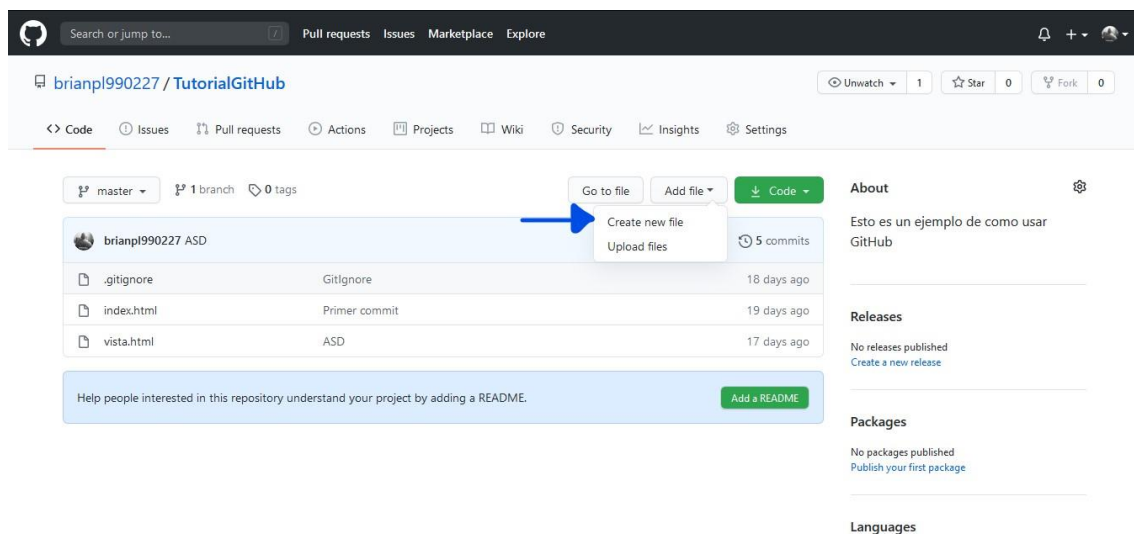 Search or jump to... / Pull requests Issues Marketplace Explore
brianpl990227 / TutorialGitHub
Unwatch 1 Star 0 Fork 0
Code Issues Pull requests Actions Projects Wiki Security Insights Settings
master 1 branch 0 tags Go to file Add file Code
Create new file
Upload files
brianpl990227 ASD 5 commits
.gitignore GitIgnore 18 days ago
index.html Primer commit 19 days ago
vista.html ASD 17 days ago
Help people interested in this repository understand your project by adding a README. Add a README
About
Esto es un ejemplo de como usar
GitHub
Releases
No releases published
Create a new release
Packages
No packages published
Publish your first package
Languages